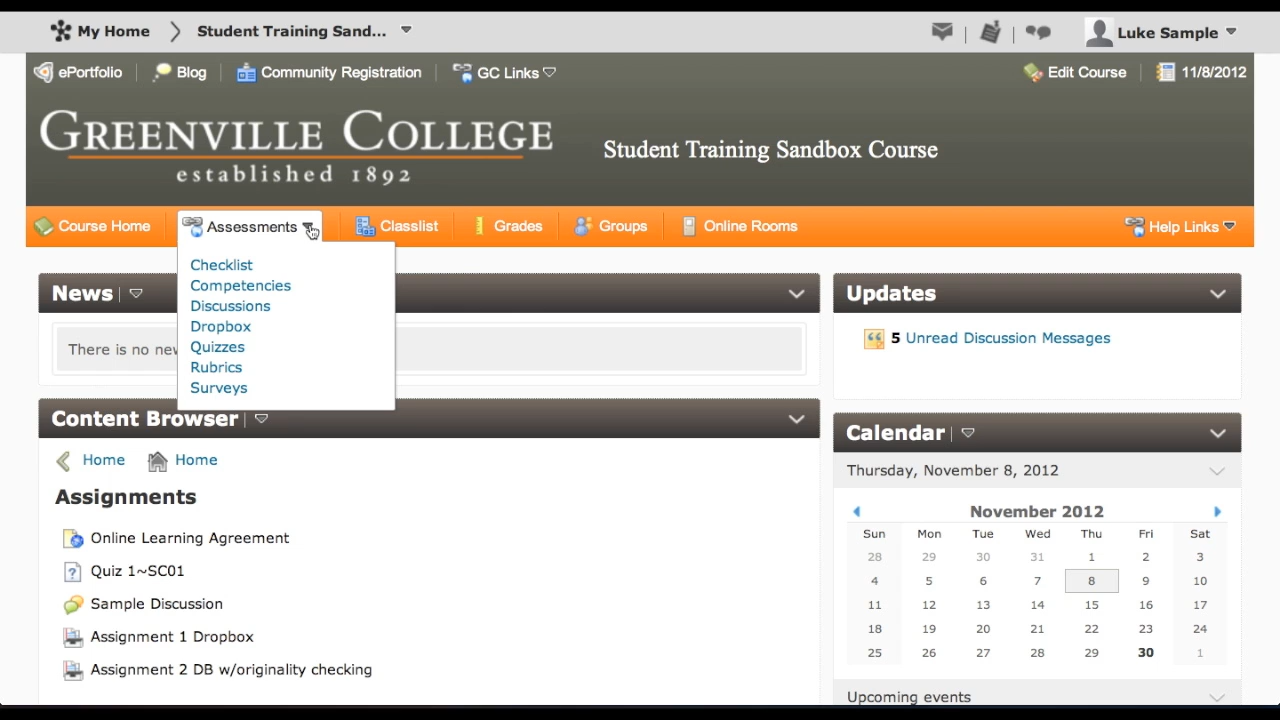 My Home
Student Training Sand...
Luke Sample
ePortfolio
Blog
Community Registration
GC Links
Edit Course
11/8/2012
GREENVILLE COLLEGE
established 1892
Student Training Sandbox Course
Course Home
Assessments
Classlist
Grades
Groups
Online Rooms
Help Links
Checklist
Competencies
Discussions
Dropbox
Quizzes
Rubrics
Surveys
News
There is no new
Content Browser
Home
Home
Assignments
Online Learning Agreement
Quiz 1~SC01
Sample Discussion
Assignment 1 Dropbox
Assignment 2 DB w/originality checking
Updates
5 Unread Discussion Messages
Calendar
Thursday, November 8, 2012
November 2012
Sun Mon Tue Wed Thu Fri Sat
28 29 30 31 1 2 3
4 5 6 7 8 9 10
11 12 13 14 15 16 17
18 19 20 21 22 23 24
25 26 27 28 29 30 1
Upcoming events